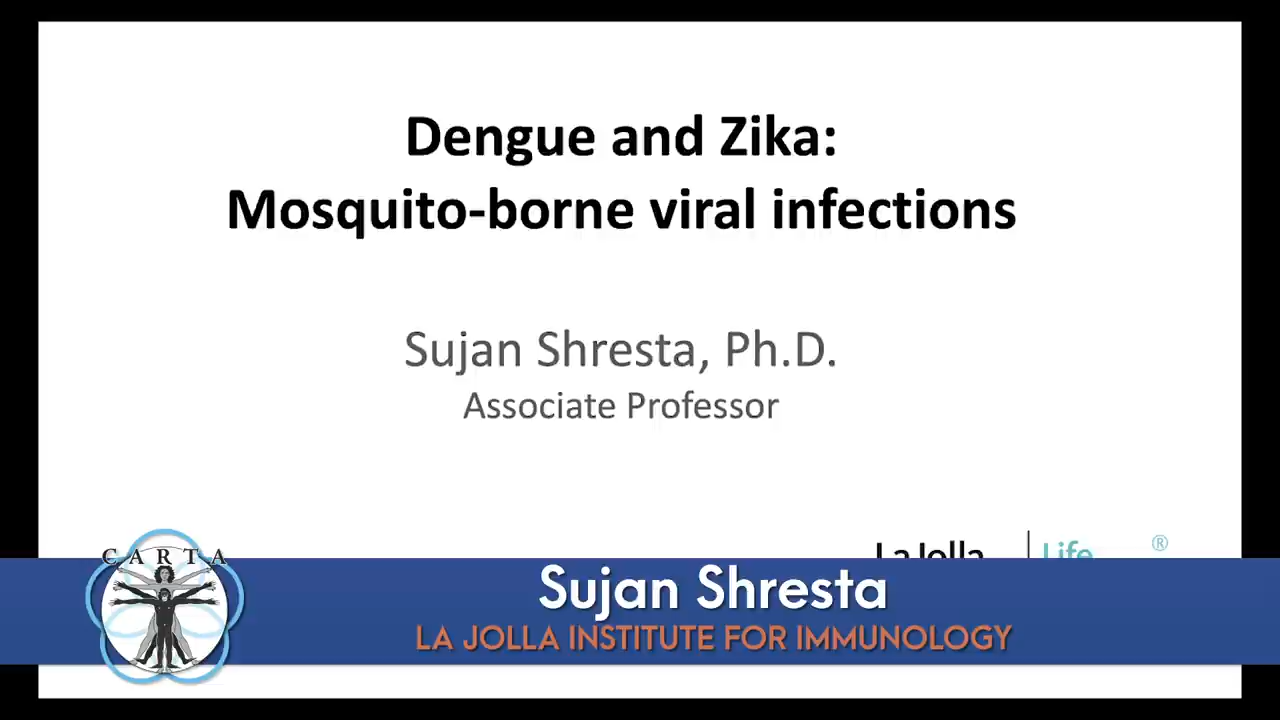 Dengue and Zika:
Mosquito-borne viral infections
Sujan Shresta, Ph.D.
Associate Professor
CARTA
La Jolla
Life
®
Sujan Shresta
LA JOLLA INSTITUTE FOR IMMUNOLOGY